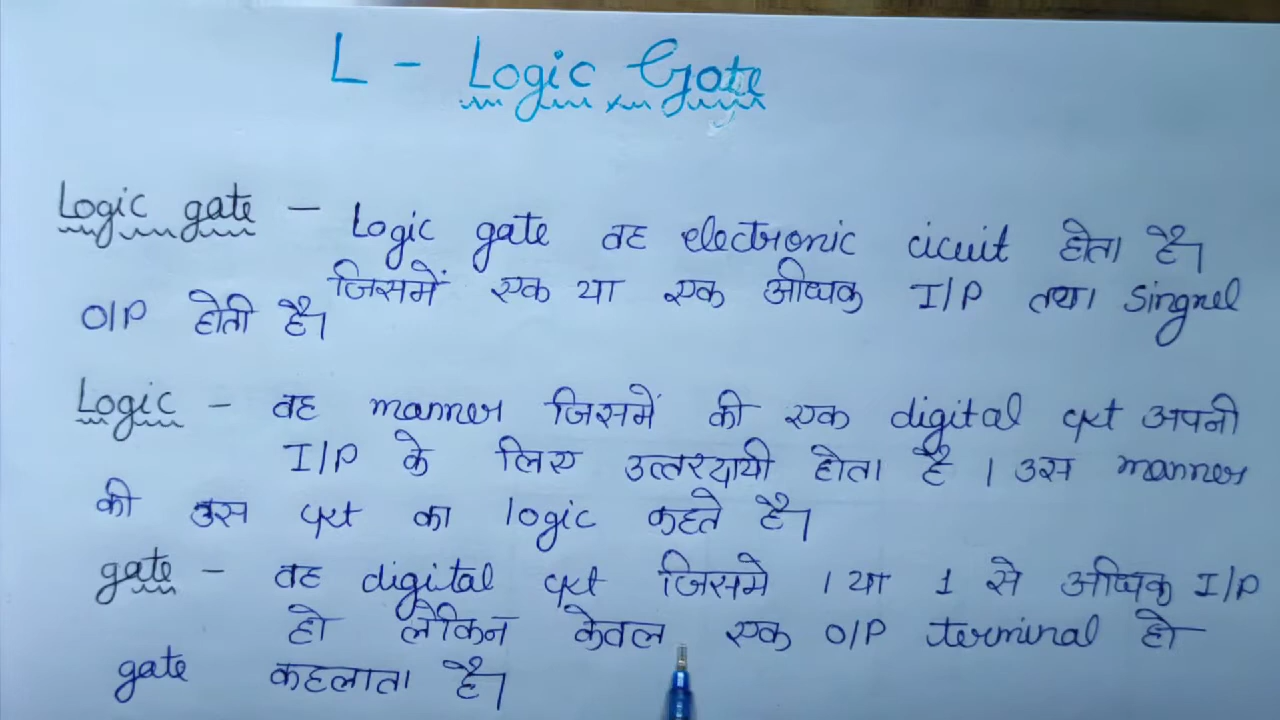 L - Logic Gate
Logic gate - Logic gate वह electronic cicuit होता है।
जिसमें एक या एक अधिक I/P तथा Singnel
O/P होती है।
Logic - वह manner जिसमें की एक digital ckt अपनी
I/P के लिए उत्तरदायी होता है । उस manner
की उस ckt का logic कहते है।
gate - वह digital ckt जिसमे 1 या 1 से अधिक I/P
हो लेकिन केवल एक O/P terminal हो
gate कहलाता है।